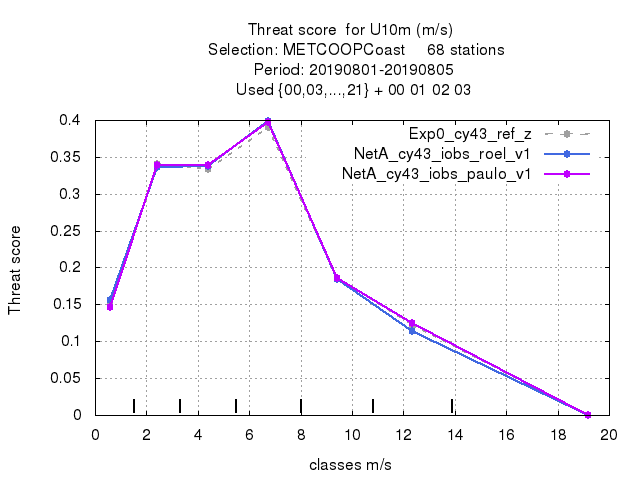 Threat score  for U10m (m/s)
Selection: METCOOPCoast     68 stations
Period: 20190801-20190805
Used {00,03,...,21} + 00 01 02 03
Exp0_cy43_ref_z
NetA_cy43_iobs_roel_v1
NetA_cy43_iobs_paulo_v1
Threat score
0.4
0.35
0.3
0.25
0.2
0.15
0.1
0.05
0
0 2 4 6 8 10 12 14 16 18 20
classes m/s